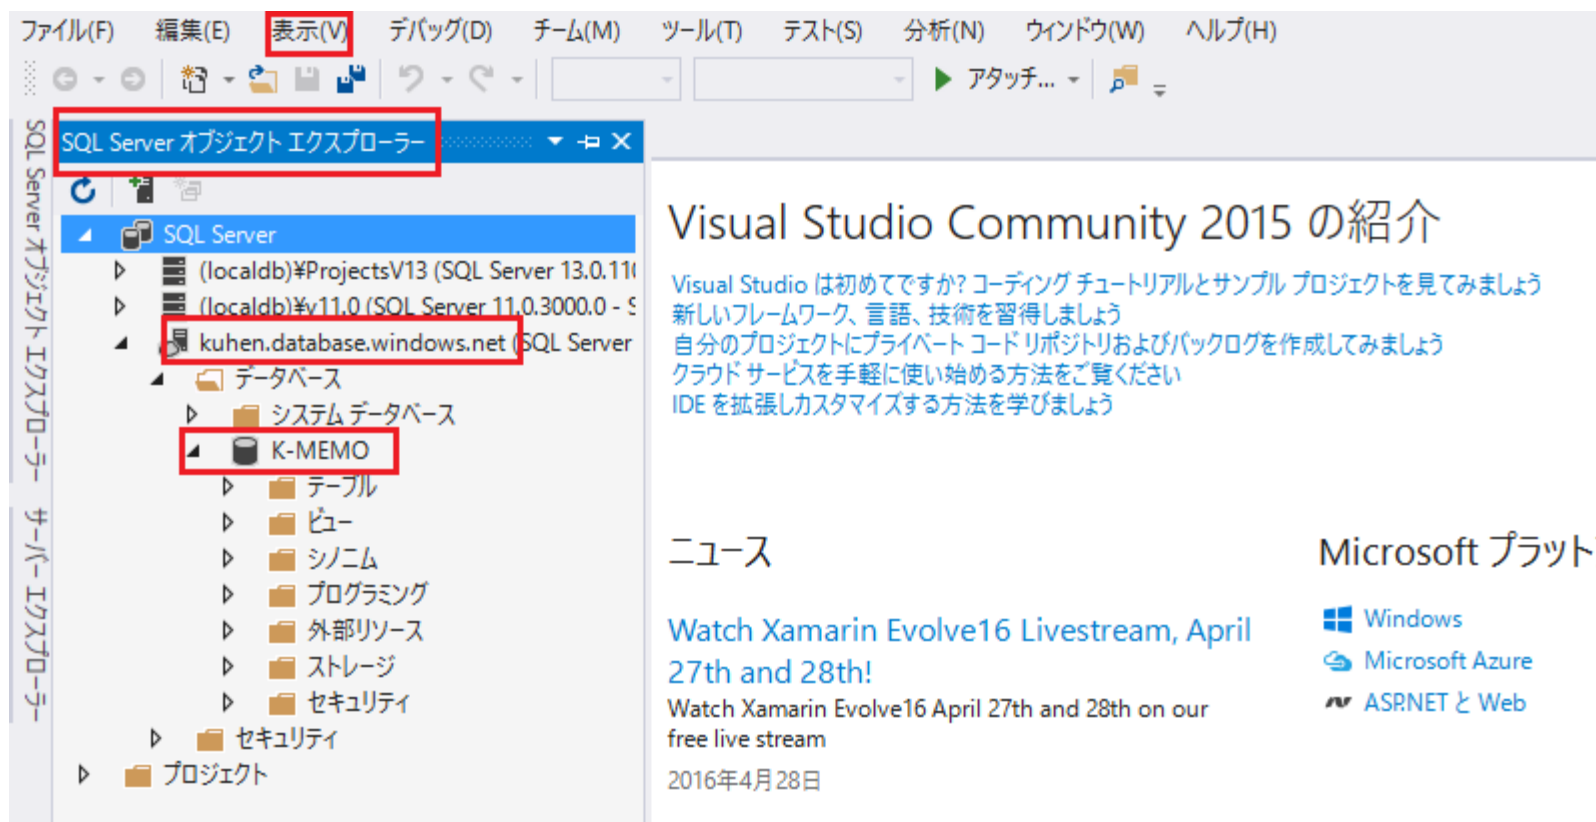 ファイル(F) 編集(E) 表示(V) デバッグ(D) チーム(M) ツール(T) テスト(S) 分析(N) ウィンドウ(W) ヘルプ(H)
アタッチ...
SQL Server オブジェクト エクスプローラー
サーバー エクスプローラー
SQL Server オブジェクト エクスプローラー
SQL Server
(localdb)¥ProjectsV13 (SQL Server 13.0.110
(localdb)¥v11.0 (SQL Server 11.0.3000.0 - S
kuhen.database.windows.net (SQL Server
データベース
システム データベース
K-MEMO
テーブル
ビュー
シノニム
プログラミング
外部リソース
ストレージ
セキュリティ
セキュリティ
プロジェクト
Visual Studio Community 2015 の紹介
Visual Studio は初めてですか? コーディング チュートリアルとサンプル プロジェクトを見てみましょう
新しいフレームワーク、言語、技術を習得しましょう
自分のプロジェクトにプライベート コード リポジトリおよびバックログを作成してみましょう
クラウド サービスを手軽に使い始める方法をご覧ください
IDE を拡張しカスタマイズする方法を学びましょう
ニュース
Watch Xamarin Evolve16 Livestream, April
27th and 28th!
Watch Xamarin Evolve16 April 27th and 28th on our
free live stream
2016年4月28日
Microsoft プラット
Windows
Microsoft Azure
ASP.NET と Web